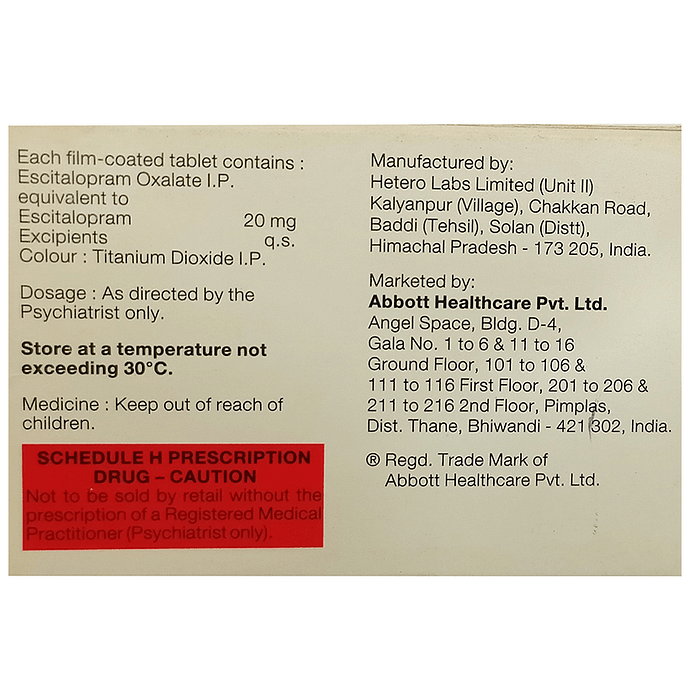 Each film-coated tablet contains :
Escitalopram Oxalate I.P.
equivalent to
Escitalopram 20 mg
Excipients q.s.
Colour : Titanium Dioxide I.P.
Dosage : As directed by the
Psychiatrist only.
Store at a temperature not
exceeding 30°C.
Medicine : Keep out of reach of
children.
SCHEDULE H PRESCRIPTION
DRUG – CAUTION
Not to be sold by retail without the
prescription of a Registered Medical
Practitioner (Psychiatrist only).
Manufactured by:
Hetero Labs Limited (Unit II)
Kalyanpur (Village), Chakkan Road,
Baddi (Tehsil), Solan (Distt),
Himachal Pradesh - 173 205, India.
Marketed by:
Abbott Healthcare Pvt. Ltd.
Angel Space, Bldg. D-4,
Gala No. 1 to 6 & 11 to 16
Ground Floor, 101 to 106 &
111 to 116 First Floor, 201 to 206 &
211 to 216 2nd Floor, Pimplas,
Dist. Thane, Bhiwandi - 421 302, India.
® Regd. Trade Mark of
Abbott Healthcare Pvt. Ltd.